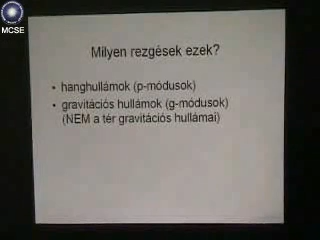 MCSE
Milyen rezgések ezek?
• hanghullámok (p-módusok)
• gravitációs hullámok (g-módusok)
(NEM a tér gravitációs hullámai)